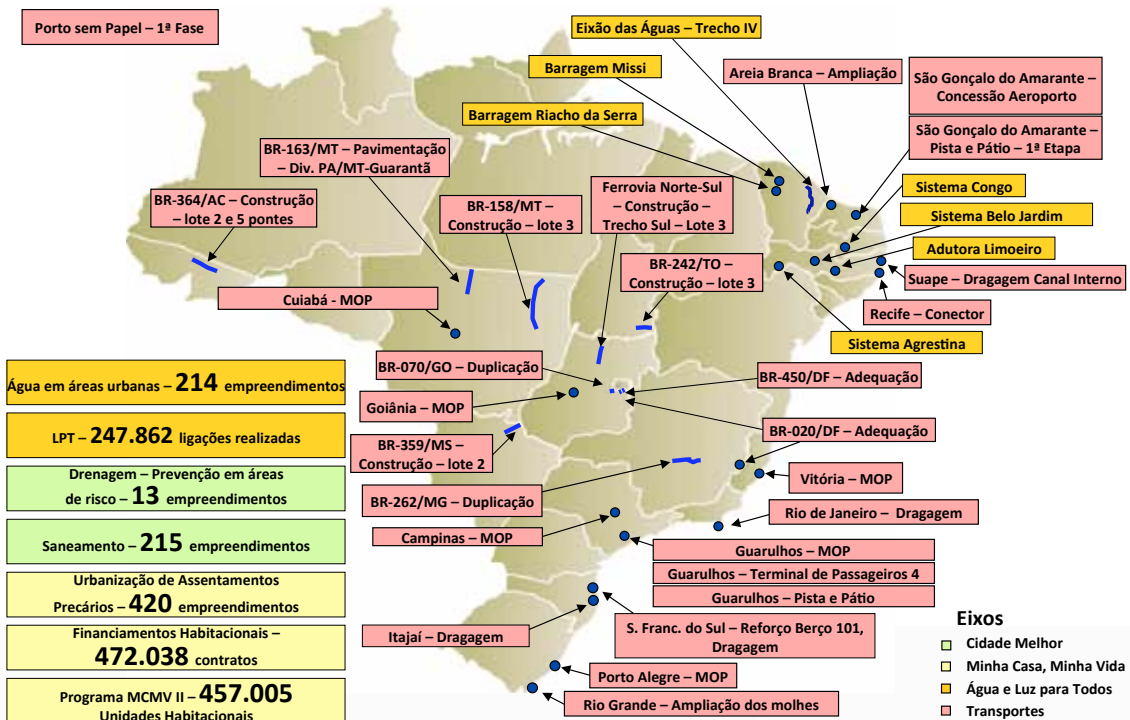 Porto sem Papel – 1ª Fase
Eixão das Águas – Trecho IV
Barragem Missi
Areia Branca – Ampliação
São Gonçalo do Amarante –
Concessão Aeroporto
Barragem Riacho da Serra
São Gonçalo do Amarante –
Pista e Pátio – 1ª Etapa
BR-163/MT – Pavimentação
– Div. PA/MT-Guarantã
BR-364/AC – Construção
– lote 2 e 5 pontes
BR-158/MT –
Construção – lote 3
Ferrovia Norte-Sul
– Construção –
Trecho Sul – Lote 3
Sistema Congo
Sistema Belo Jardim
Adutora Limoeiro
BR-242/TO –
Construção – lote 3
Suape – Dragagem Canal Interno
Cuiabá - MOP
Recife – Conector
Sistema Agrestina
BR-070/GO – Duplicação
BR-450/DF – Adequação
Goiânia – MOP
BR-020/DF – Adequação
BR-359/MS –
Construção – lote 2
Vitória – MOP
BR-262/MG – Duplicação
Rio de Janeiro – Dragagem
Campinas – MOP
Guarulhos – MOP
Guarulhos – Terminal de Passageiros 4
Guarulhos – Pista e Pátio
Itajaí – Dragagem
S. Franc. do Sul – Reforço Berço 101,
Dragagem
Porto Alegre – MOP
Rio Grande – Ampliação dos molhes
Água em áreas urbanas – 214 empreendimentos
LPT – 247.862 ligações realizadas
Drenagem – Prevenção em áreas
de risco – 13 empreendimentos
Saneamento – 215 empreendimentos
Urbanização de Assentamentos
Precários – 420 empreendimentos
Financiamentos Habitacionais –
472.038 contratos
Programa MCMV II – 457.005
Unidades Habitacionais
Eixos
Cidade Melhor
Minha Casa, Minha Vida
Água e Luz para Todos
Transportes